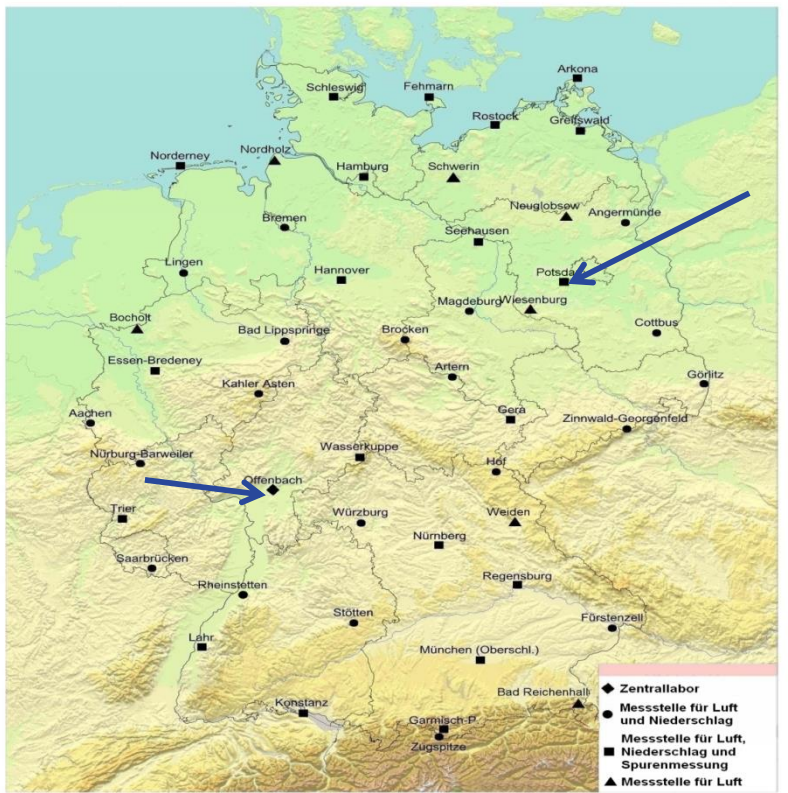 Arkona
Schleswig
Fehmarn
Rostock
Greifswald
Norderney
Nordholz
Hamburg
Schwerin
Neuglobsow
Angermünde
Bremen
Seehausen
Lingen
Hannover
Potsda
Magdeburg
Wiesenburg
Bocholt
Bad Lippspringe
Brocken
Cottbus
Essen-Bredeney
Artern
Görlitz
Kahler Asten
Aachen
Gera
Zinnwald-Georgenfeld
Nürburg-Barweiler
Wasserkuppe
Hof
Offenbach
Trier
Würzburg
Weiden
Nürnberg
Saarbrücken
Rheinstetten
Regensburg
Stötten
Fürstenzell
Lahr
München (Oberschl.)
Konstanz
Bad Reichenhall
Garmisch-P.
Zugspitze
Zentrallabor
Messstelle für Luft
und Niederschlag
Messstelle für Luft,
Niederschlag und
Spurenmessung
Messstelle für Luft